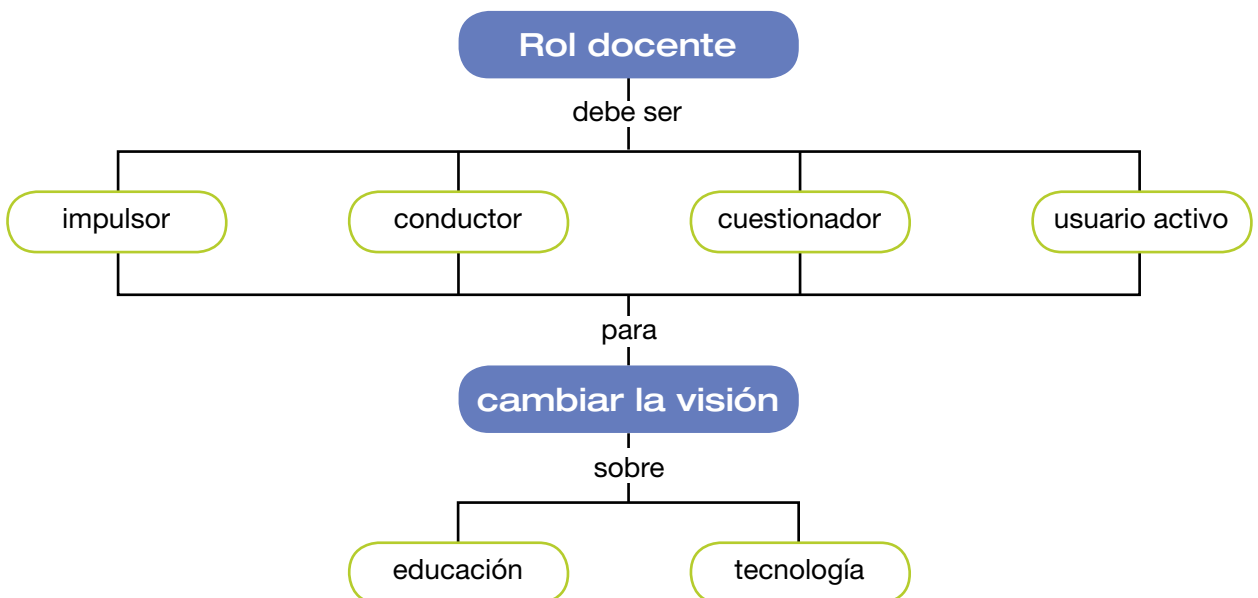 Rol docente
debe ser
impulsor
conductor
cuestionador
usuario activo
para
cambiar la visión
sobre
educación
tecnología